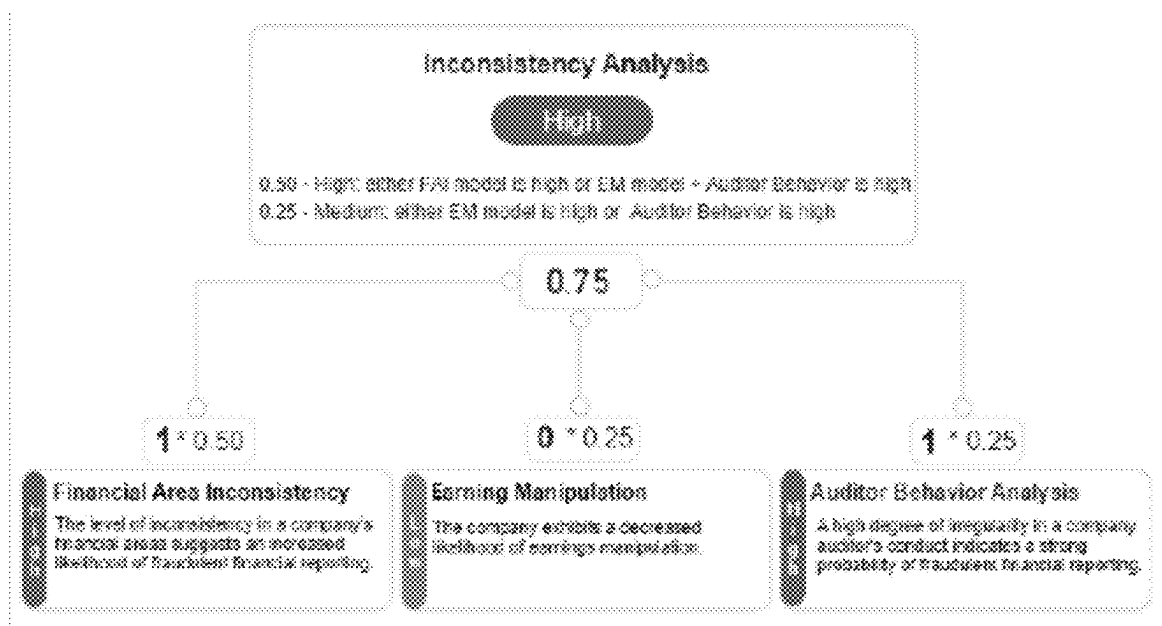 Inconsistency Analysis
High
0.50 - High: either FAI model is high or EM model + Auditor Behavior is high
0.25 - Medium: either EM model is high or Auditor Behavior is high
0.75
1 * 0.50
0 * 0.25
1 * 0.25
Financial Area Inconsistency
The level of inconsistency in a company's
financial areas suggests an increased
likelihood of fraudulent financial reporting.
Earning Manipulation
The company exhibits a decreased
likelihood of earnings manipulation.
Auditor Behavior Analysis
A high degree of irregularity in a company
auditor's conduct indicates a strong
probability of fraudulent financial reporting.